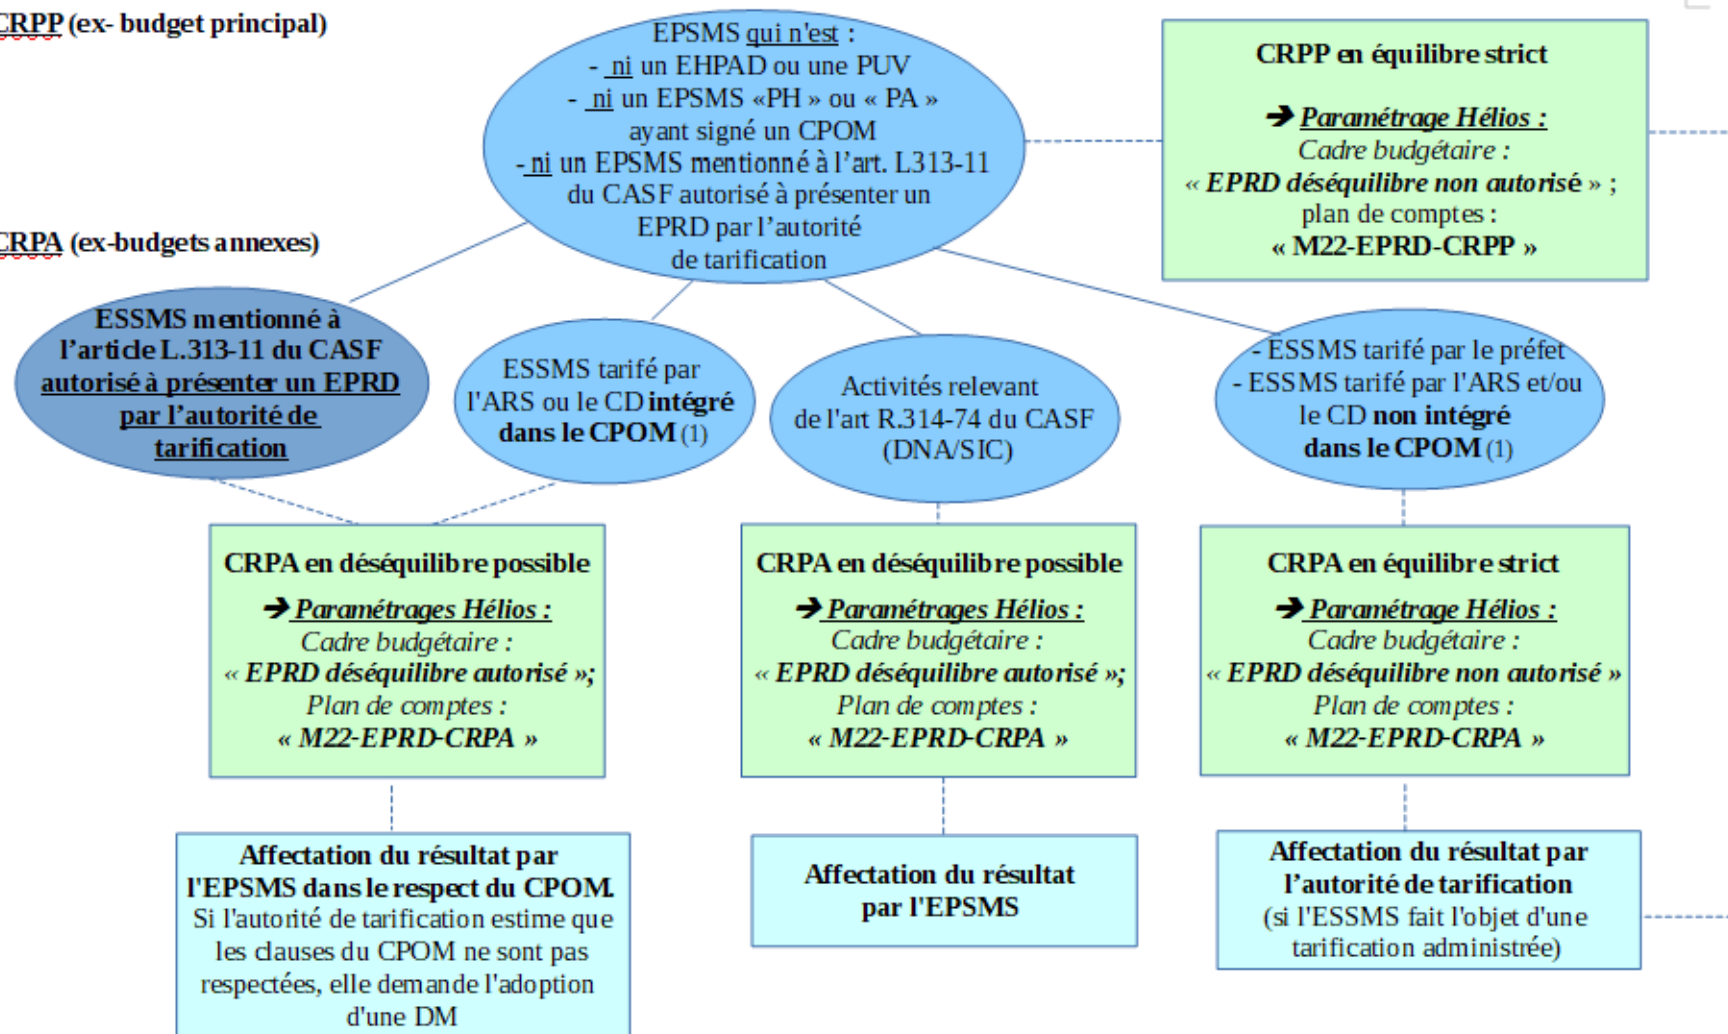 CRPP (ex- budget principal)
EPSMS qui n'est :
- ni un EHPAD ou une PUV
- ni un EPSMS «PH » ou « PA »
ayant signé un CPOM
- ni un EPSMS mentionné à l’art. L313-11
du CASF autorisé à présenter un
EPRD par l’autorité
de tarification
CRPP en équilibre strict
➔ Paramétrage Hélios :
Cadre budgétaire :
« EPRD déséquilibre non autorisé » ;
plan de comptes :
« M22-EPRD-CRPP »
CRPA (ex-budgets annexes)
ESSMS mentionné à
l’article L.313-11 du CASF
autorisé à présenter un EPRD
par l’autorité de
tarification
ESSMS tarifé par
l'ARS ou le CD intégré
dans le CPOM (1)
Activités relevant
de l'art R.314-74 du CASF
(DNA/SIC)
- ESSMS tarifé par le préfet
- ESSMS tarifé par l'ARS et/ou
le CD non intégré
dans le CPOM (1)
CRPA en déséquilibre possible
➔ Paramétrages Hélios :
Cadre budgétaire :
« EPRD déséquilibre autorisé »;
Plan de comptes :
« M22-EPRD-CRPA »
CRPA en déséquilibre possible
➔ Paramétrages Hélios :
Cadre budgétaire :
« EPRD déséquilibre autorisé »;
Plan de comptes :
« M22-EPRD-CRPA »
CRPA en équilibre strict
➔ Paramétrage Hélios :
Cadre budgétaire :
« EPRD déséquilibre non autorisé »
Plan de comptes :
« M22-EPRD-CRPA »
Affectation du résultat par
l'EPSMS dans le respect du CPOM.
Si l'autorité de tarification estime que
les clauses du CPOM ne sont pas
respectées, elle demande l'adoption
d'une DM
Affectation du résultat
par l'EPSMS
Affectation du résultat par
l’autorité de tarification
(si l'ESSMS fait l'objet d'une
tarification administrée)